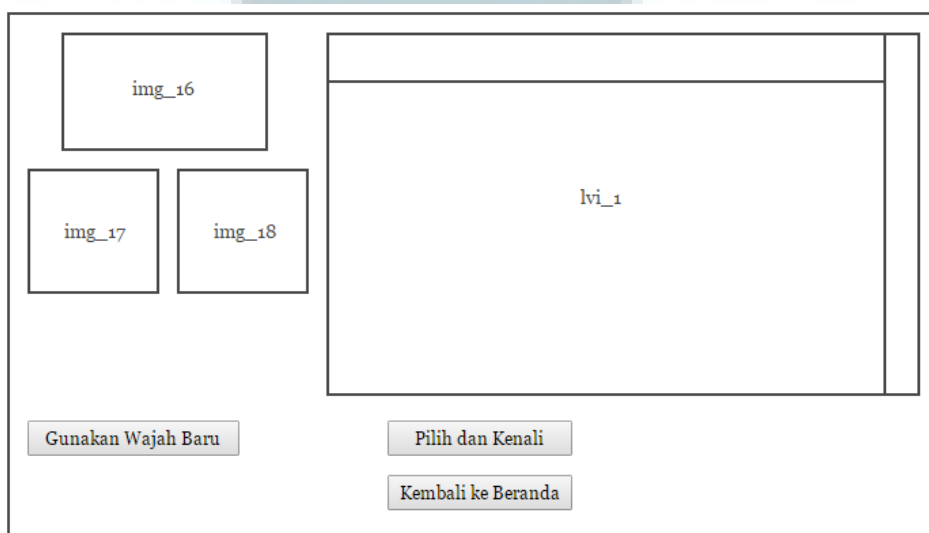 img_16
lvi_1
img_17
img_18
Gunakan Wajah Baru
Pilih dan Kenali
Kembali ke Beranda